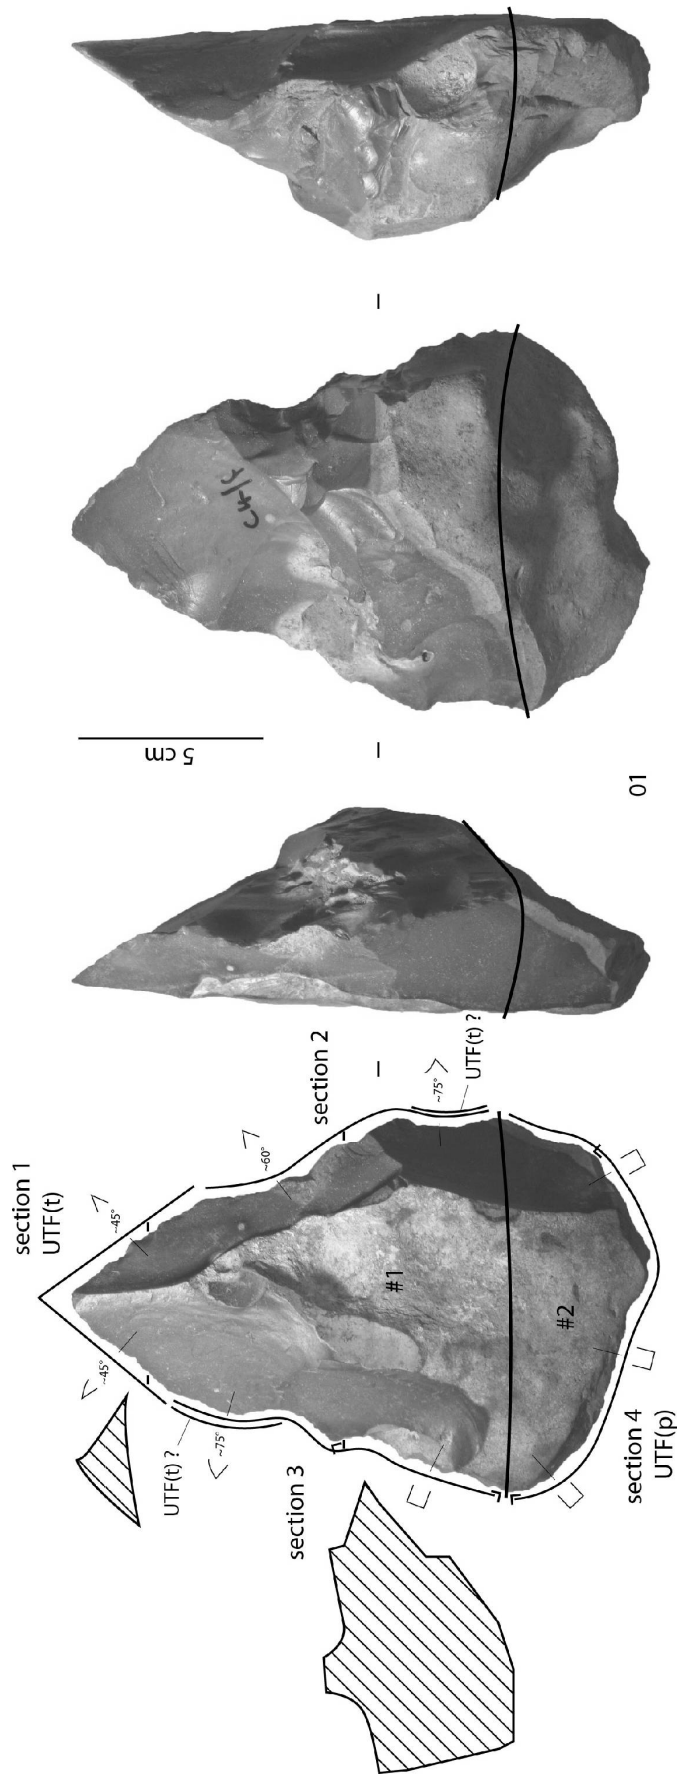 section 1
UTF(t)
~45°
~45°
~60°
section 2
UTF(t) ?
~75°
~75°
UTF(t) ?
section 3
#1
#2
section 4
UTF(p)
5 cm
01